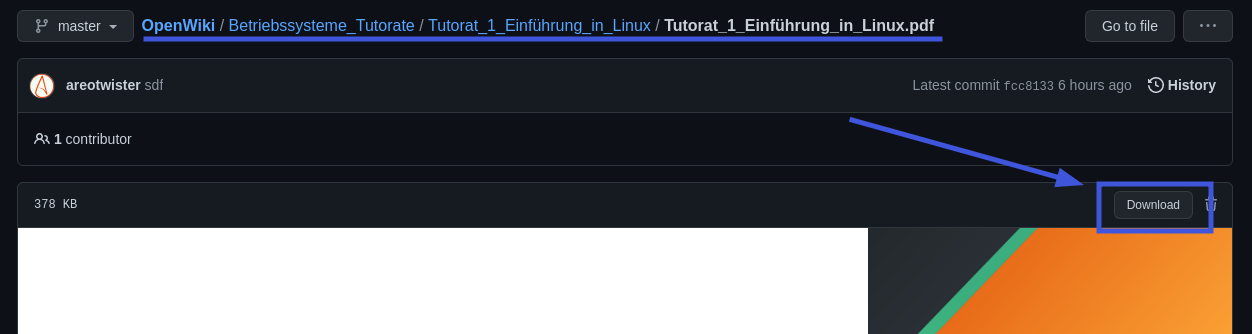 master OpenWiki / Betriebssysteme_Tutorate / Tutorat_1_Einführung_in_Linux / Tutorat_1_Einführung_in_Linux.pdf Go to file ...
areotwister sdf Latest commit fcc8133 6 hours ago History
1 contributor
378 KB Download